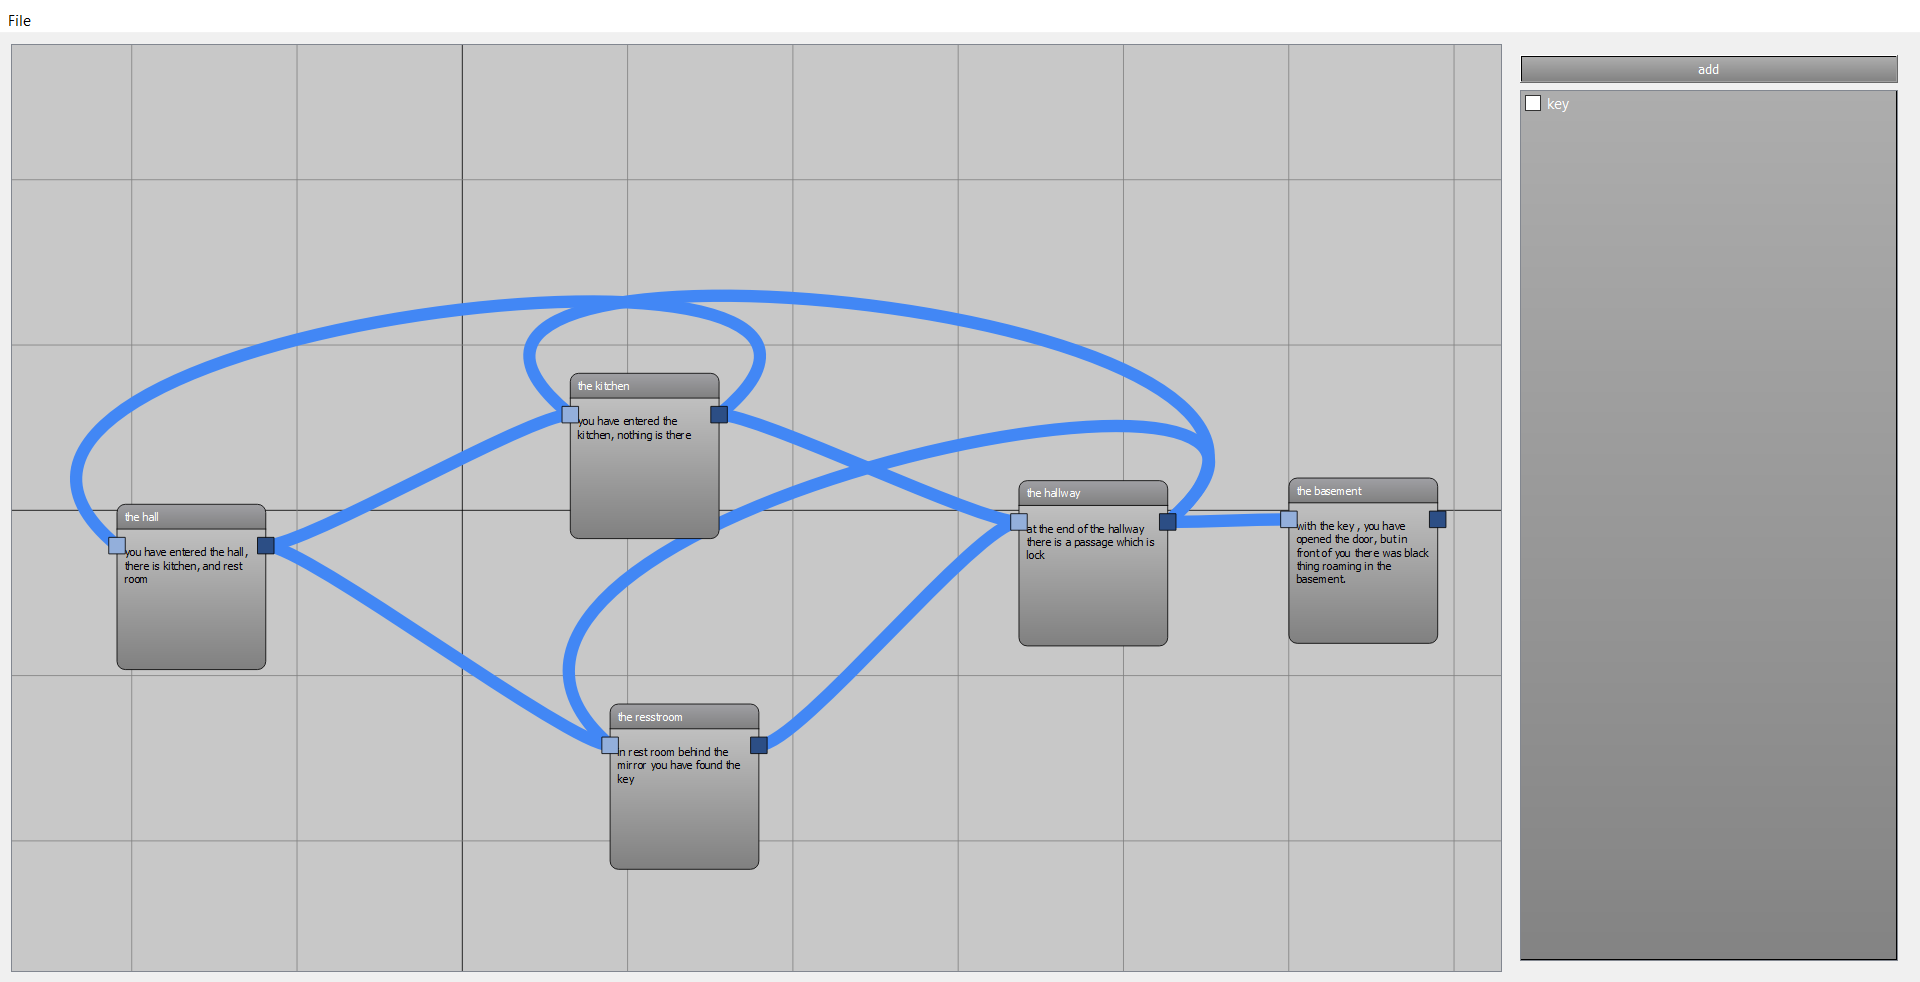 File
add
key
the kitchen
you have entered the
kitchen, nothing is there
the hallway
at the end of the hallway
there is a passage which is
lock
the basement
with the key , you have
opened the door, but in
front of you there was black
thing roaming in the
basement.
the hall
you have entered the hall,
there is kitchen, and rest
room
the resstroom
in rest room behind the
mirror you have found the
key